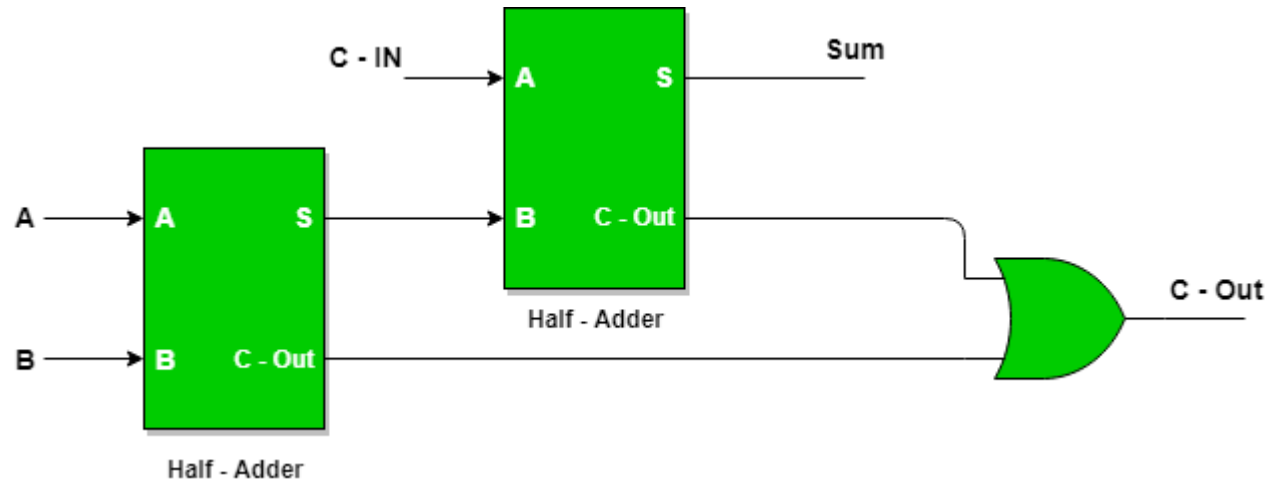 C - IN
Sum
A
S
A
A
S
B
C - Out
C - Out
Half - Adder
B
B
C - Out
Half - Adder